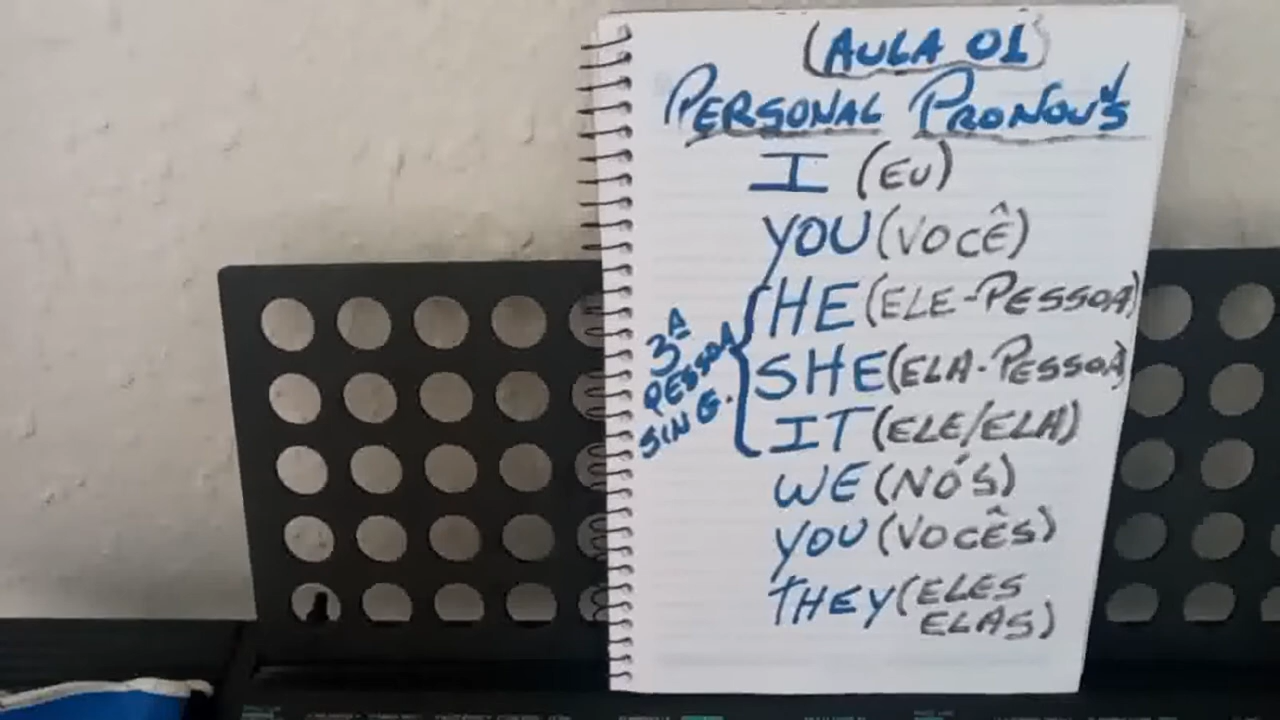 (AULA 01)
PERSONAL PRONOUNS
I (EU)
YOU (VOCÊ)
HE (ELE-PESSOA)
SHE (ELA-PESSOA)
IT (ELE/ELA)
3ª PESSOA SING.
WE (NÓS)
YOU (VOCÊS)
THEY (ELES
ELAS)